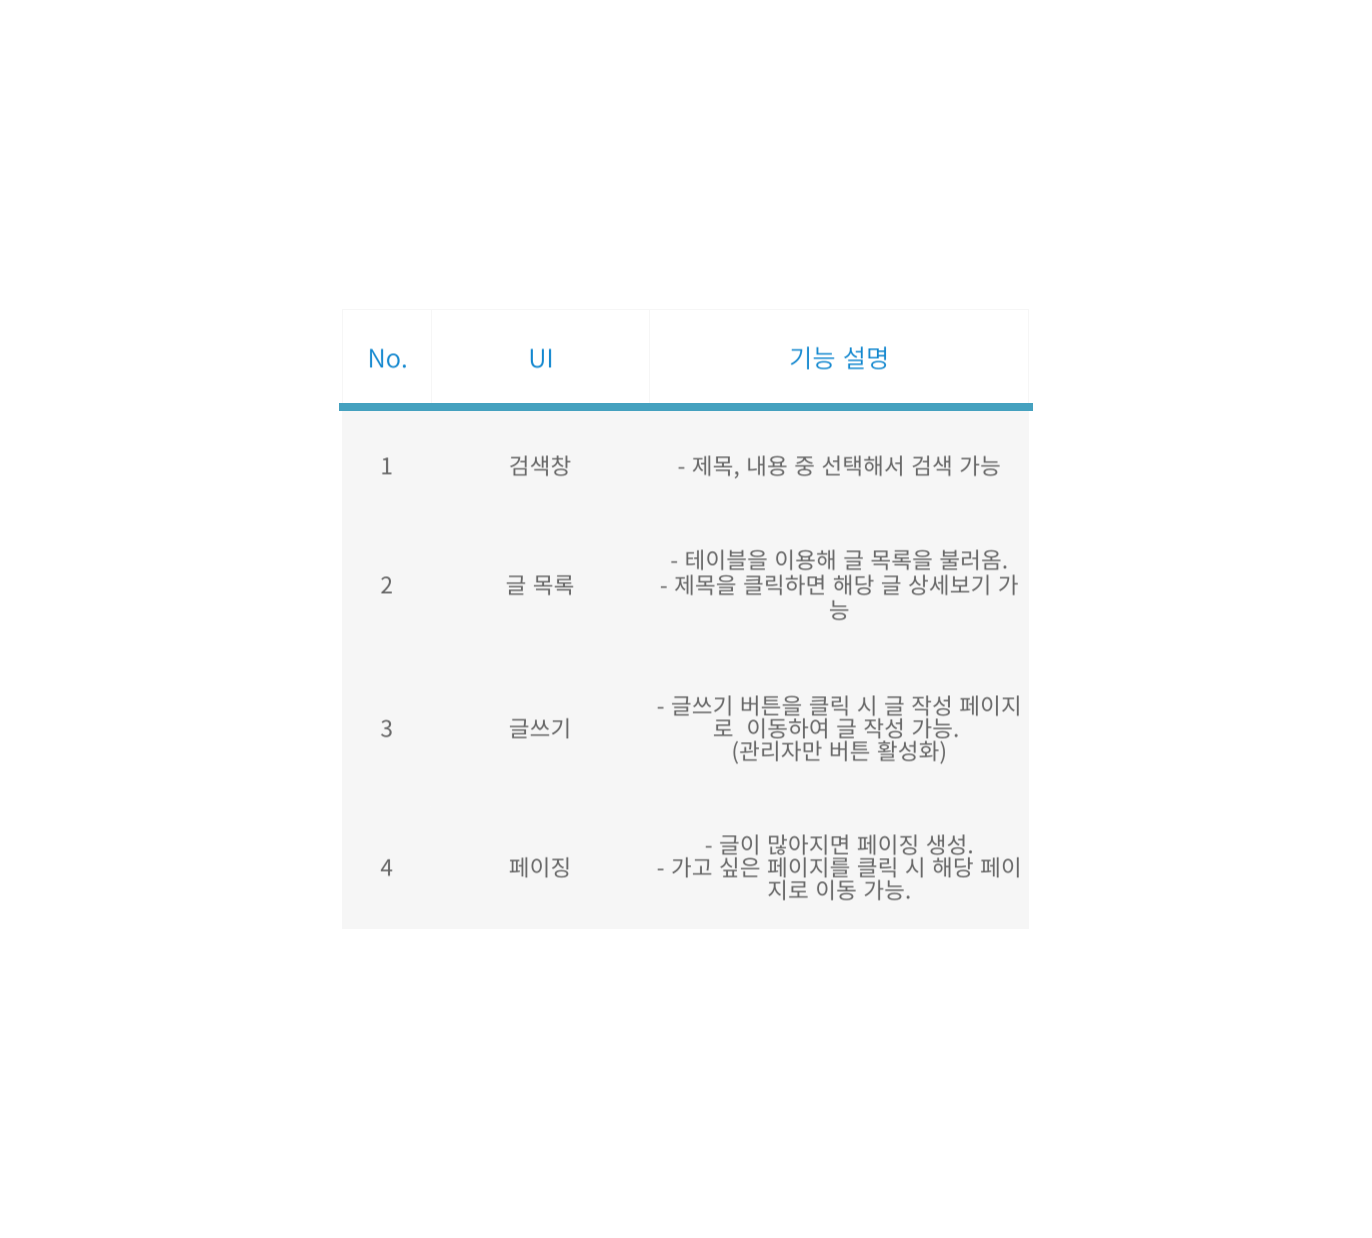 No. UI 기능 설명
1 검색창 - 제목, 내용 중 선택해서 검색 가능
- 테이블을 이용해 글 목록을 불러옴.
2 글 목록 - 제목을 클릭하면 해당 글 상세보기 가
능
- 글쓰기 버튼을 클릭 시 글 작성 페이지
3 글쓰기 로  이동하여 글 작성 가능.
(관리자만 버튼 활성화)
- 글이 많아지면 페이징 생성.
4 페이징 - 가고 싶은 페이지를 클릭 시 해당 페이
지로 이동 가능.